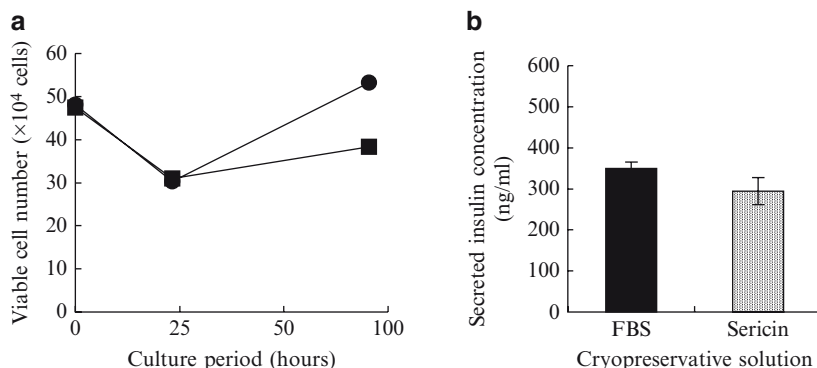 a
Viable cell number (×10⁴ cells)
60
50
40
30
20
10
0
0 25 50 100
Culture period (hours)
b
Secreted insulin concentration
(ng/ml)
600
500
400
300
200
100
0
FBS Sericin
Cryopreservative solution